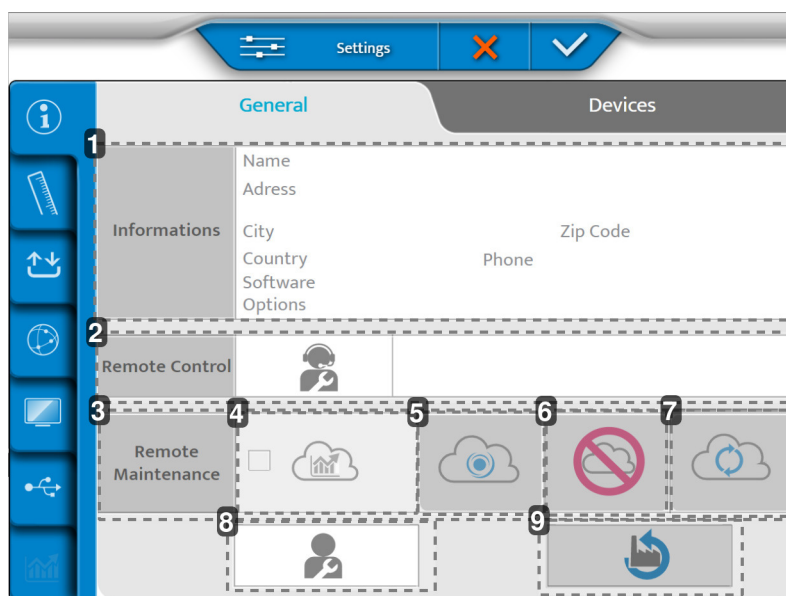 Settings
General Devices
1
Informations
Name
Adress
City Zip Code
Country Phone
Software
Options
2
Remote Control
3 4 5 6 7
Remote
Maintenance
8 9